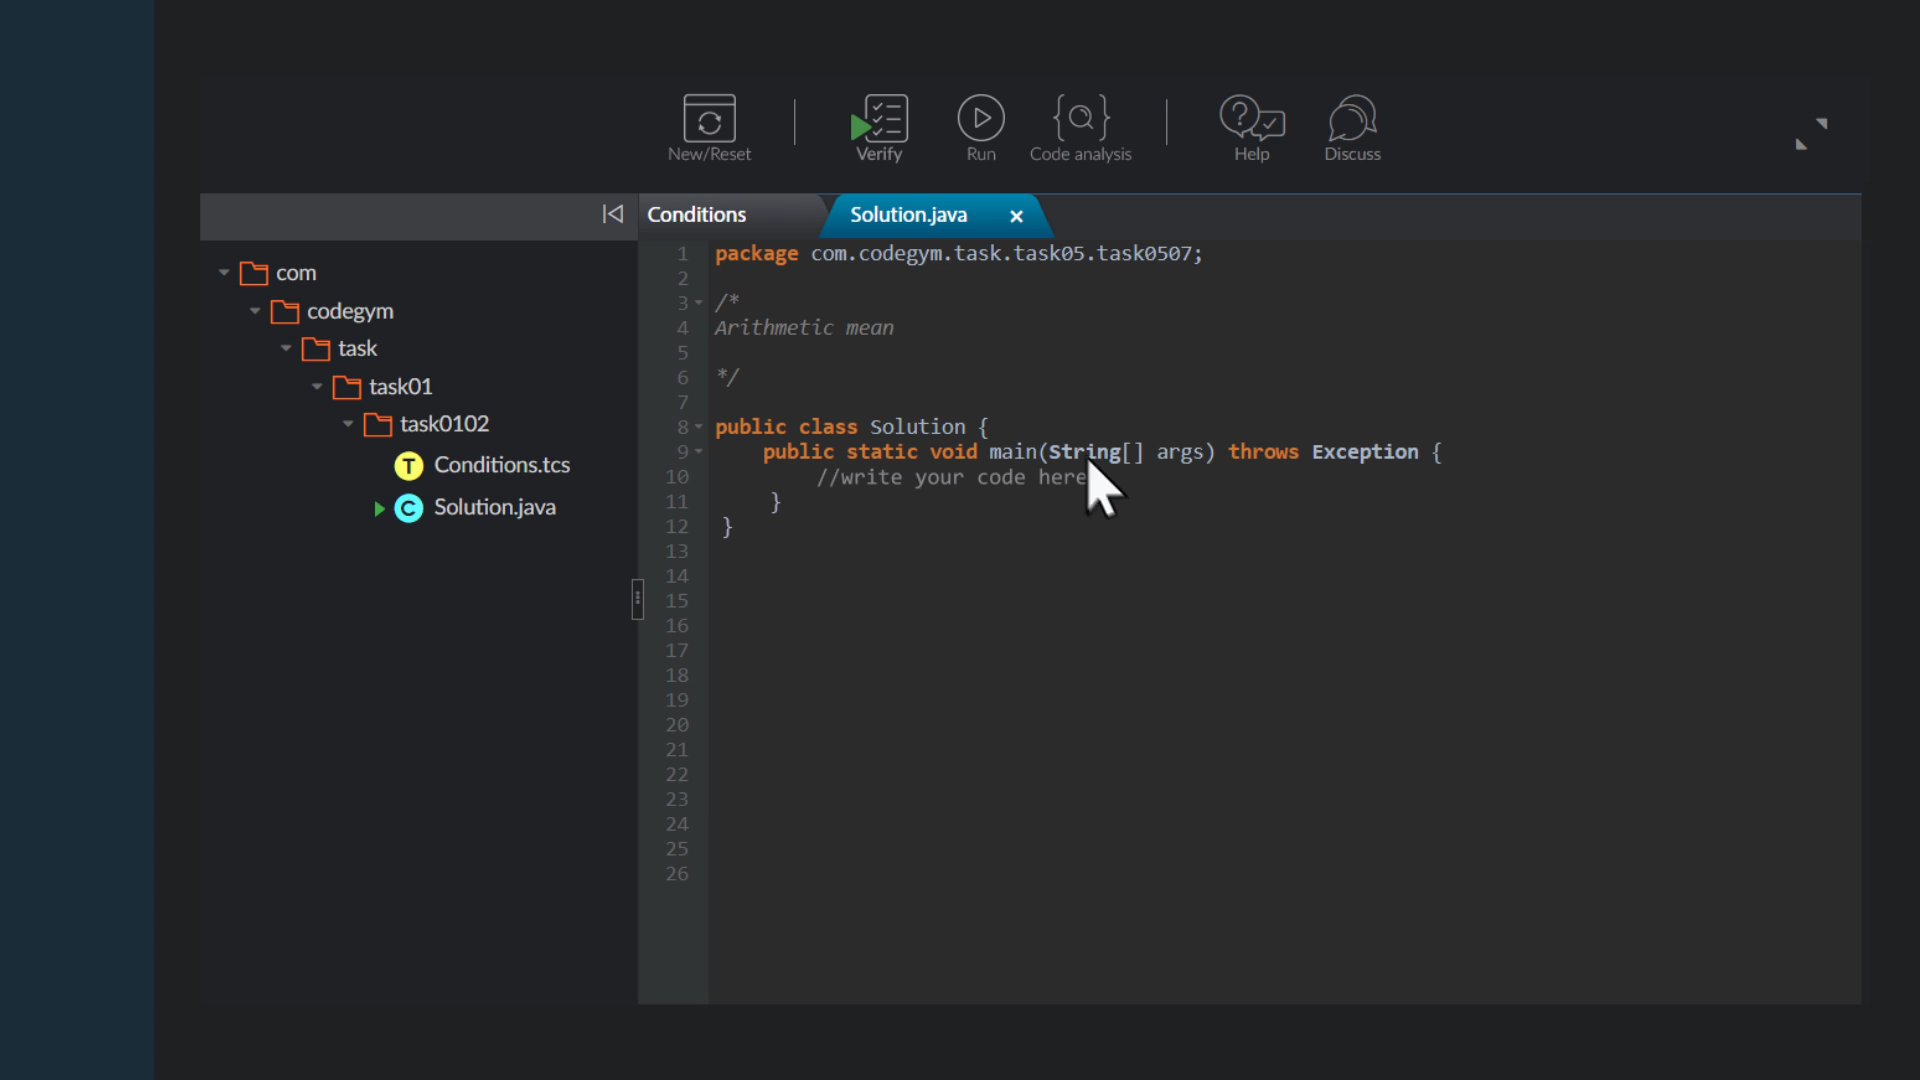 New/Reset
Verify
Run
Code analysis
Help
Discuss
Conditions
Solution.java
com
codegym
task
task01
task0102
T Conditions.tcs
C Solution.java
1 package com.codegym.task.task05.task0507;
2
3 /*
4 Arithmetic mean
5
6 */
7
8 public class Solution {
9 public static void main(String[] args) throws Exception {
10 //write your code here
11 }
12 }
13
14
15
16
17
18
19
20
21
22
23
24
25
26